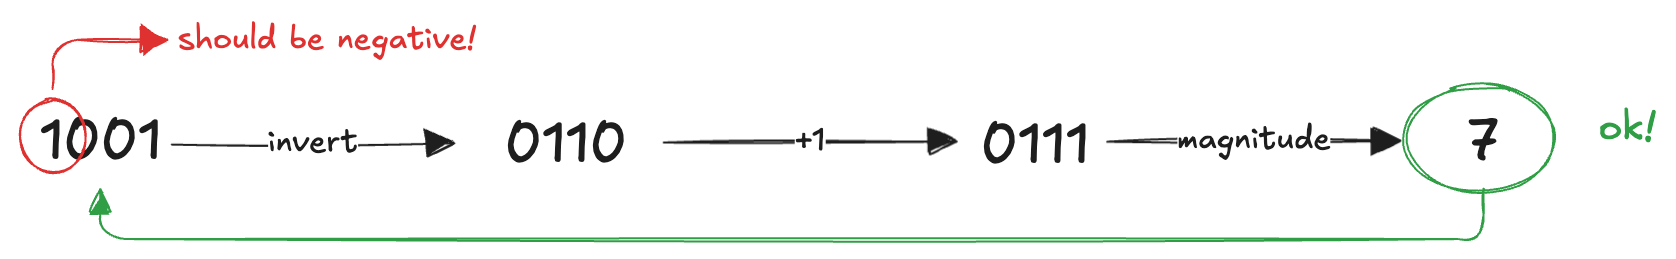 should be negative!
1001
invert
0110
+1
0111
magnitude
7
ok!